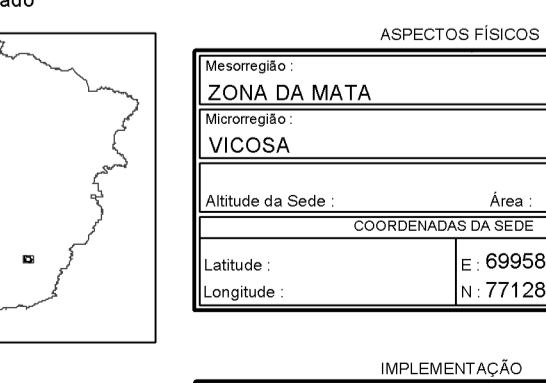 ASPECTOS FÍSICOS
Mesorregião :
ZONA DA MATA
Microrregião :
VICOSA
Altitude da Sede : Área :
COORDENADAS DA SEDE
Latitude : E : 69958
Longitude : N : 77128
IMPLEMENTAÇÃO